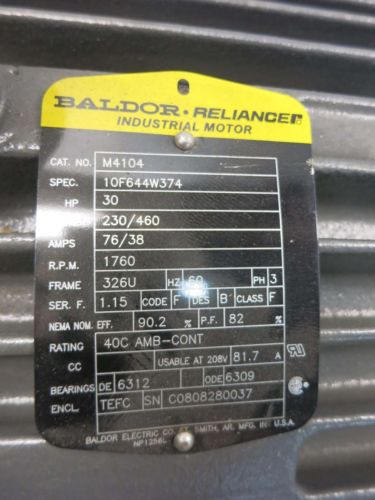 BALDOR • RELIANCE
INDUSTRIAL MOTOR
CAT. NO. M4104
SPEC. 10F644W374
HP 30
230/460
AMPS 76/38
R.P.M. 1760
FRAME 326U HZ 60 PH 3
SER. F. 1.15 CODE F DES B CLASS F
NEMA NOM. EFF. 90.2 % P.F. 82 %
RATING 40C AMB-CONT
CC USABLE AT 208V 81.7 A
BEARINGS DE 6312 ODE 6309
ENCL. TEFC SN C0808280037
BALDOR ELECTRIC CO. FT. SMITH, AR. MFG. IN U.S.A.
NP1256L